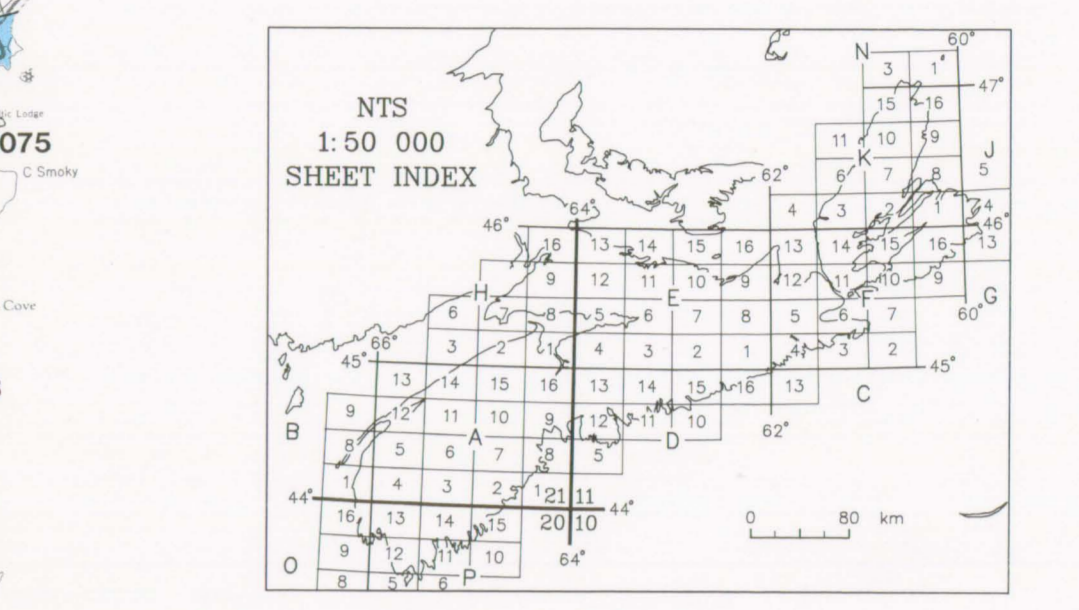 ic Lodge
075
C Smoky
Cove
NTS
1:50 000
SHEET INDEX
60°
N 3 1
47°
15 16
11 10 9
K J
62° 6 7 8 5
64° 4 3 2 1 4
46° 46°
16 13 14 15 16 13 14 15 16 13
9 12 11 10 9 12 11 10 9
H E F G
6 7 8 5 6 7 8 5 6 7 60°
66°
3 2 1 4 3 2 1 4 3 2
45° 45°
13 14 15 16 13 14 15 16 13 C
9 12 11 10 9 12 11 10
B A D 62°
8 5 6 7 8 5
1 4 3 2 1 21 11
44° 44°
16 13 14 15 20 10
0 80 km
9 12 11 10
64°
O P
8 5 6